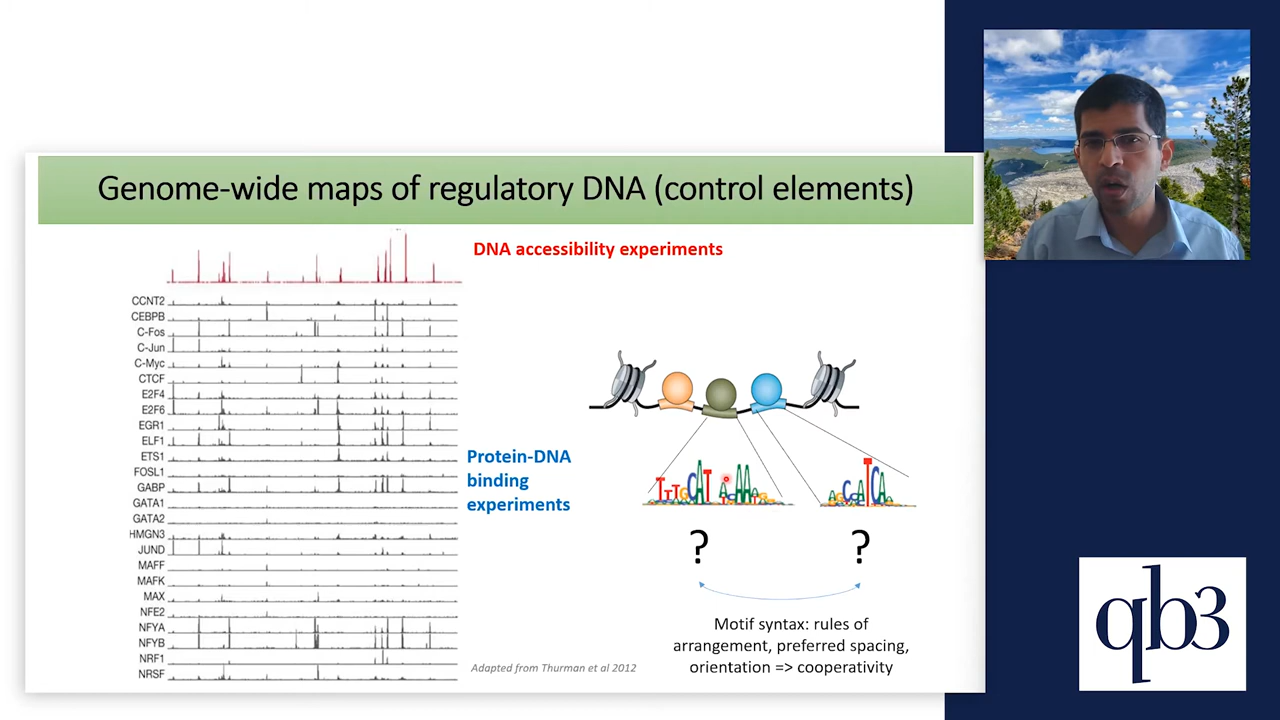 Genome-wide maps of regulatory DNA (control elements)
DNA accessibility experiments
CCNT2
CEBPB
C-Fos
C-Jun
C-Myc
CTCF
E2F4
E2F6
EGR1
ELF1
ETS1
FOSL1
GABP
GATA1
GATA2
HMGN3
JUND
MAFF
MAFK
MAX
NFE2
NFYA
NFYB
NRF1
NRSF
Protein-DNA
binding
experiments
? ?
Motif syntax: rules of
arrangement, preferred spacing,
orientation => cooperativity
Adapted from Thurman et al 2012
qb3